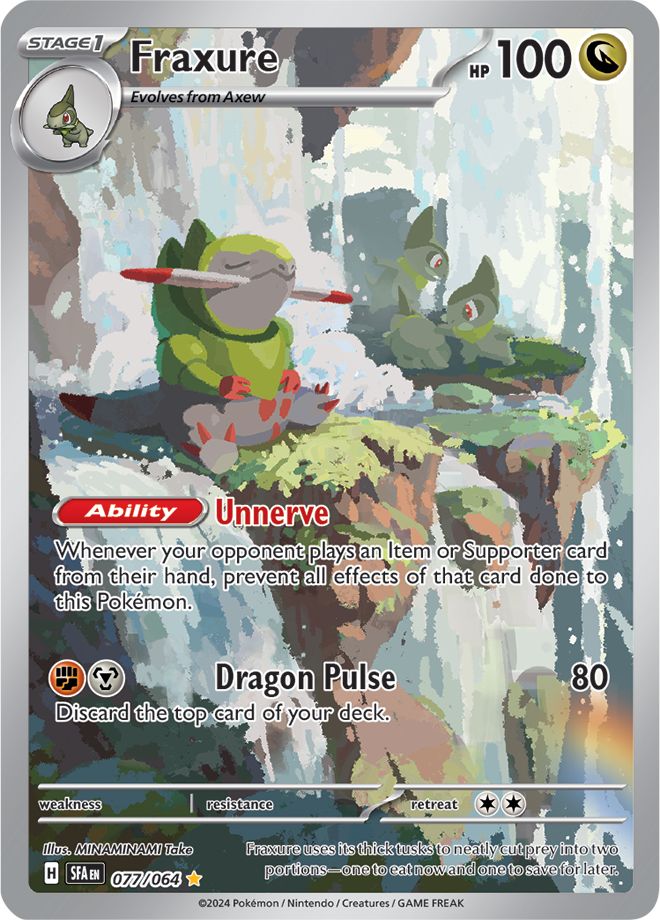 STAGE1
Fraxure
HP 100
Evolves from Axew
Ability Unnerve
Whenever your opponent plays an Item or Supporter card
from their hand, prevent all effects of that card done to
this Pokémon.
Dragon Pulse 80
Discard the top card of your deck.
weakness resistance retreat
Illus. MINAMINAMI Take
Fraxure uses its thick tusks to neatly cut prey into two
portions—one to eat now and one to save for later.
H SFA EN 077/064
©2024 Pokémon / Nintendo / Creatures / GAME FREAK